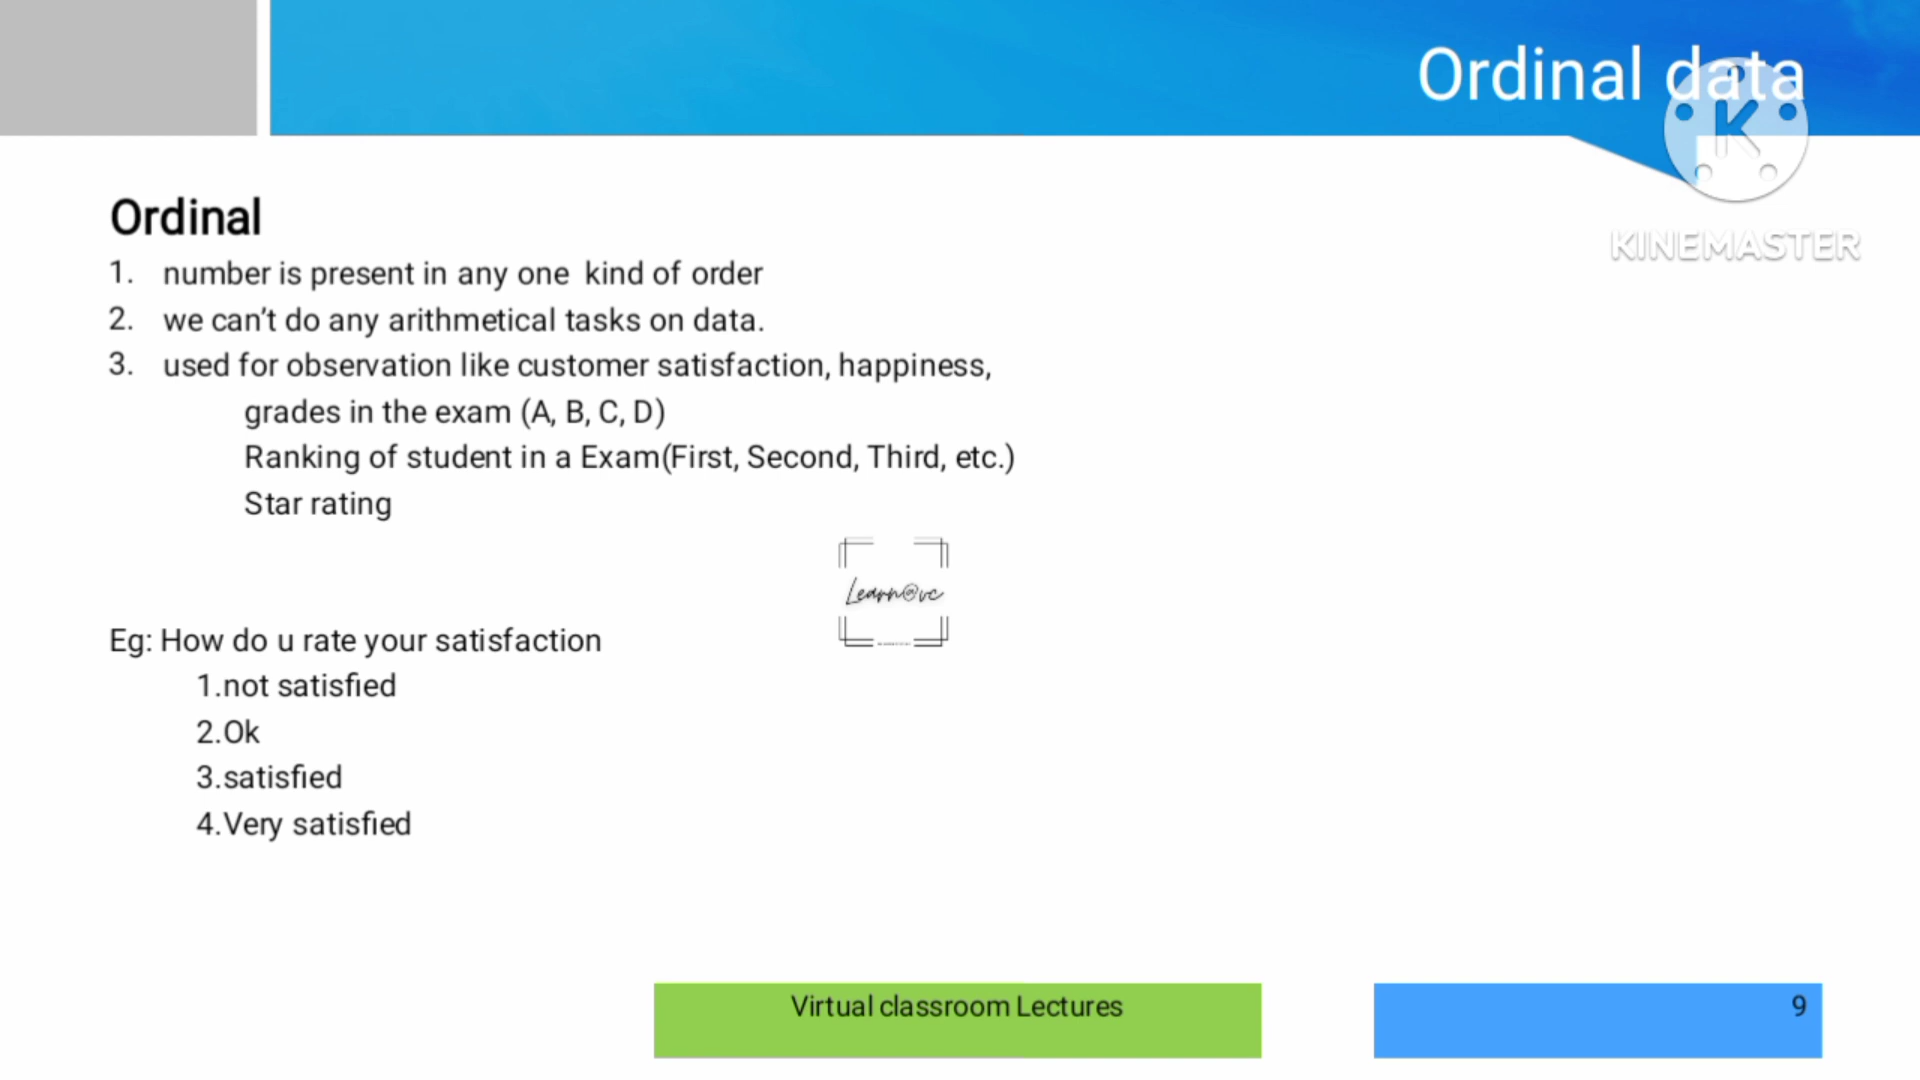 Ordinal data
K
KINEMASTER
Ordinal
1. number is present in any one kind of order
2. we can't do any arithmetical tasks on data.
3. used for observation like customer satisfaction, happiness,
grades in the exam (A, B, C, D)
Ranking of student in a Exam(First, Second, Third, etc.)
Star rating
Learn@vc
Eg: How do u rate your satisfaction
1.not satisfied
2.Ok
3.satisfied
4.Very satisfied
Virtual classroom Lectures
9